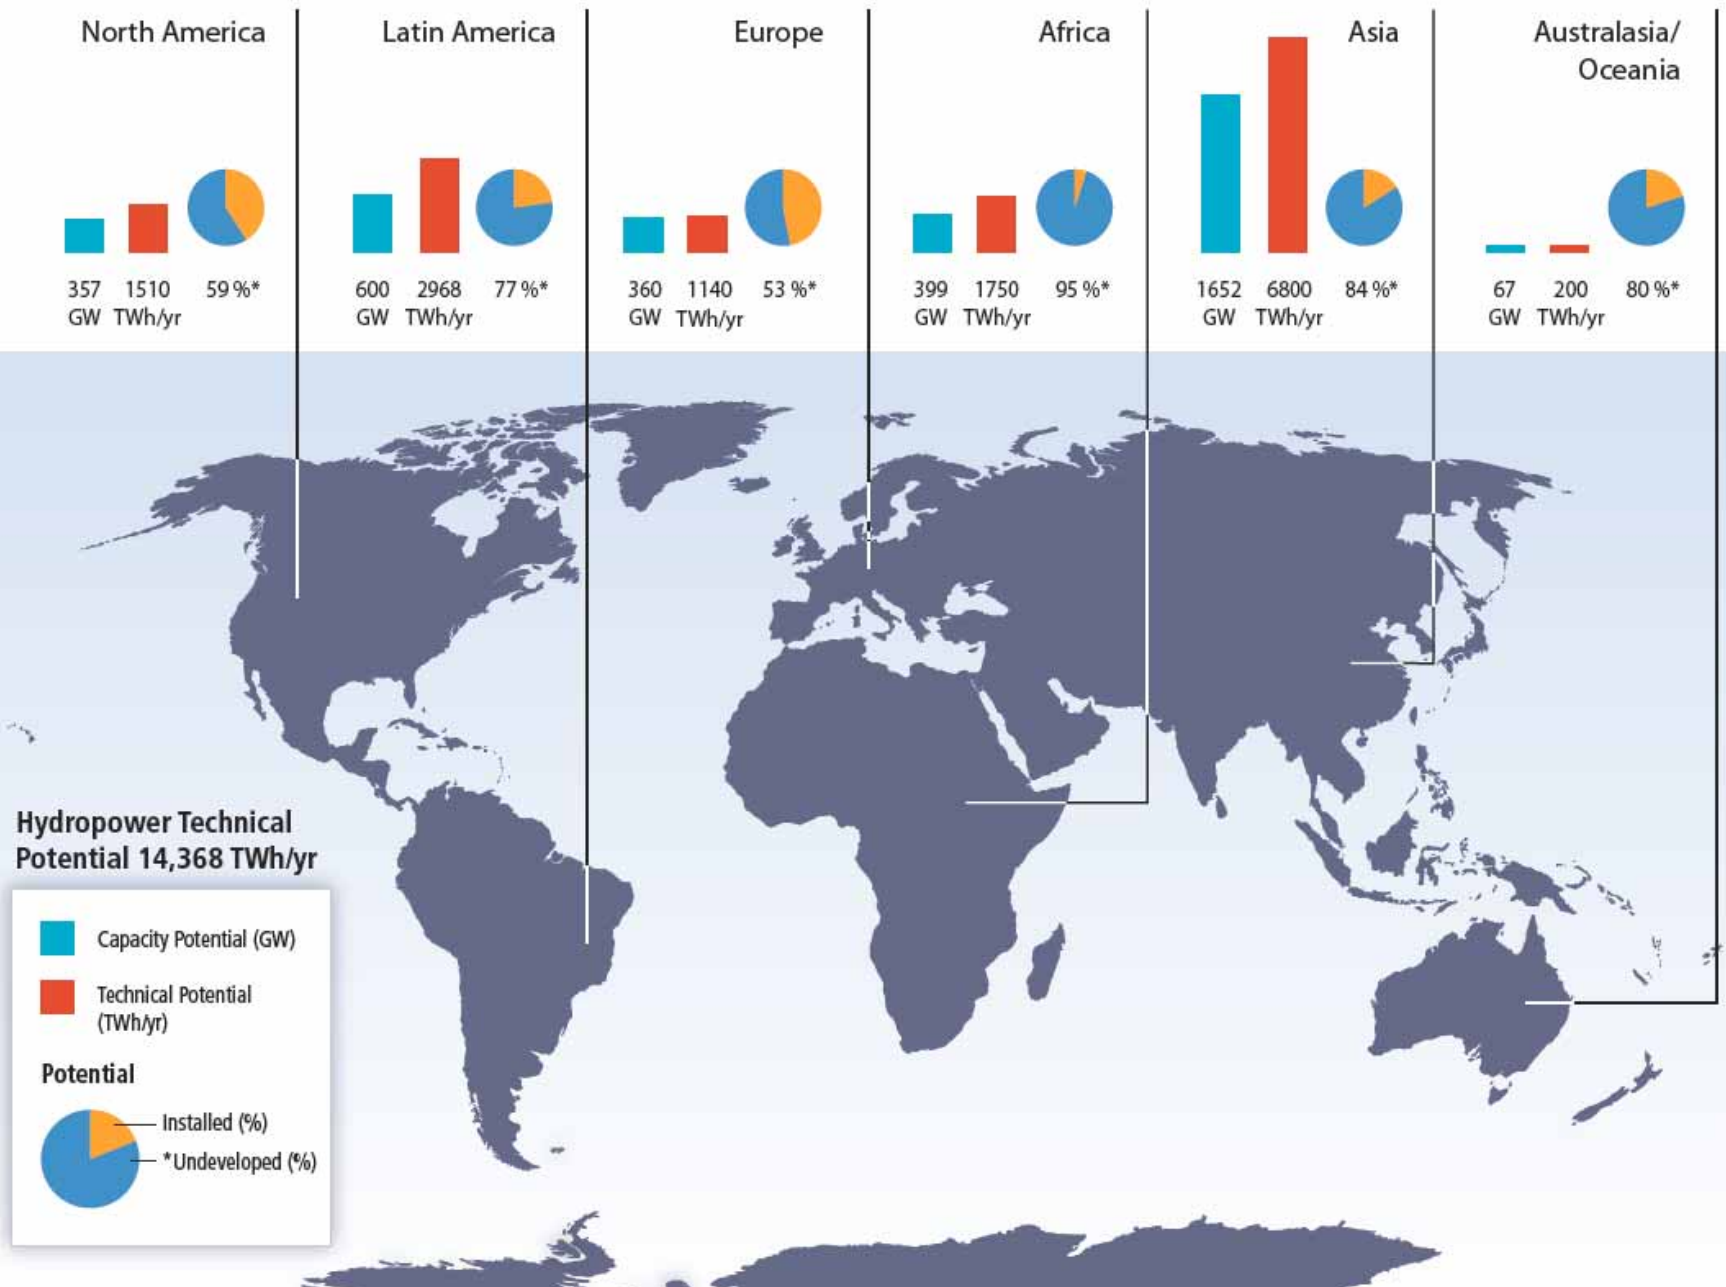 North America
357 1510 59 %*
GW TWh/yr
Latin America
600 2968 77 %*
GW TWh/yr
Europe
360 1140 53 %*
GW TWh/yr
Africa
399 1750 95 %*
GW TWh/yr
Asia
1652 6800 84 %*
GW TWh/yr
Australasia/
Oceania
67 200 80 %*
GW TWh/yr
Hydropower Technical
Potential 14,368 TWh/yr
Capacity Potential (GW)
Technical Potential
(TWh/yr)
Potential
Installed (%)
*Undeveloped (%)